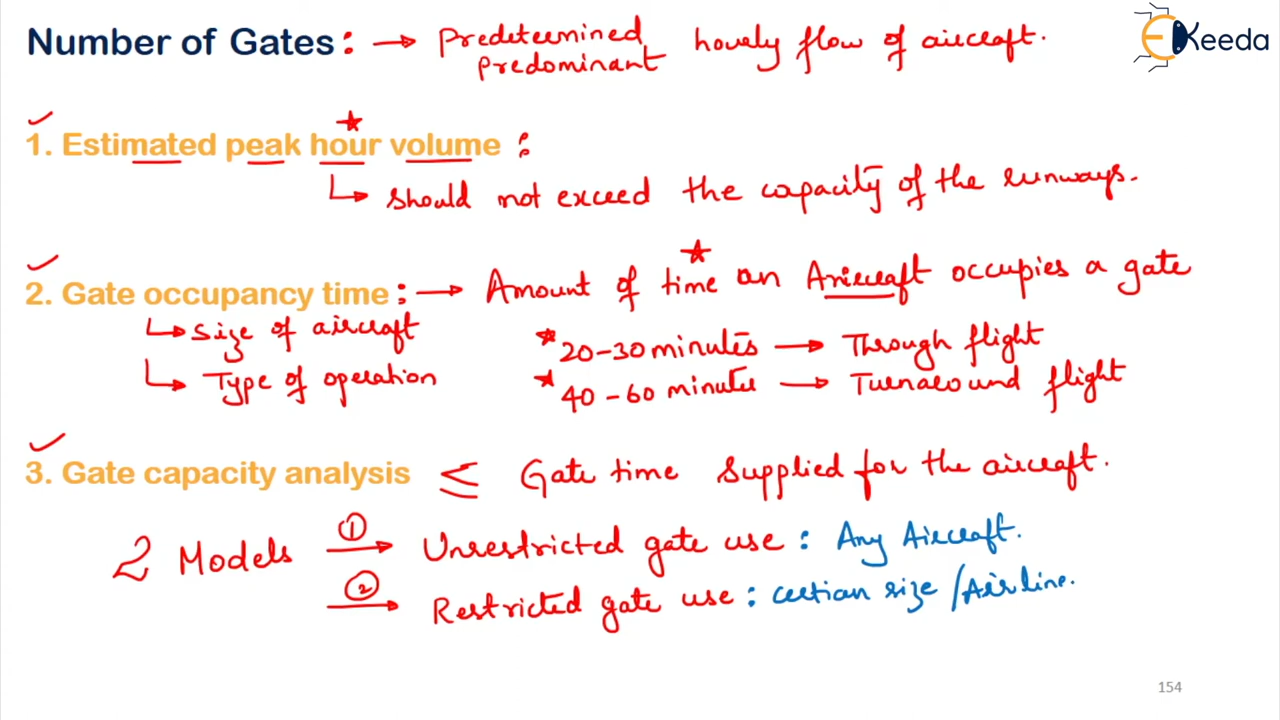 Number of Gates : → Predetermined predominant hourly flow of aircraft.
Keeda
1. Estimated peak hour volume :
↳ should not exceed the capacity of the runways.
2. Gate occupancy time : → Amount of time an Aircraft occupies a gate
↳ Size of aircraft
* 20-30 minutes → Through flight
↳ Type of operation
* 40-60 minutes → Turnaround flight
3. Gate capacity analysis ≤ Gate time supplied for the aircraft.
2 Models ① → Unrestricted gate use : Any Aircraft.
② → Restricted gate use : certian size / Airline.
154